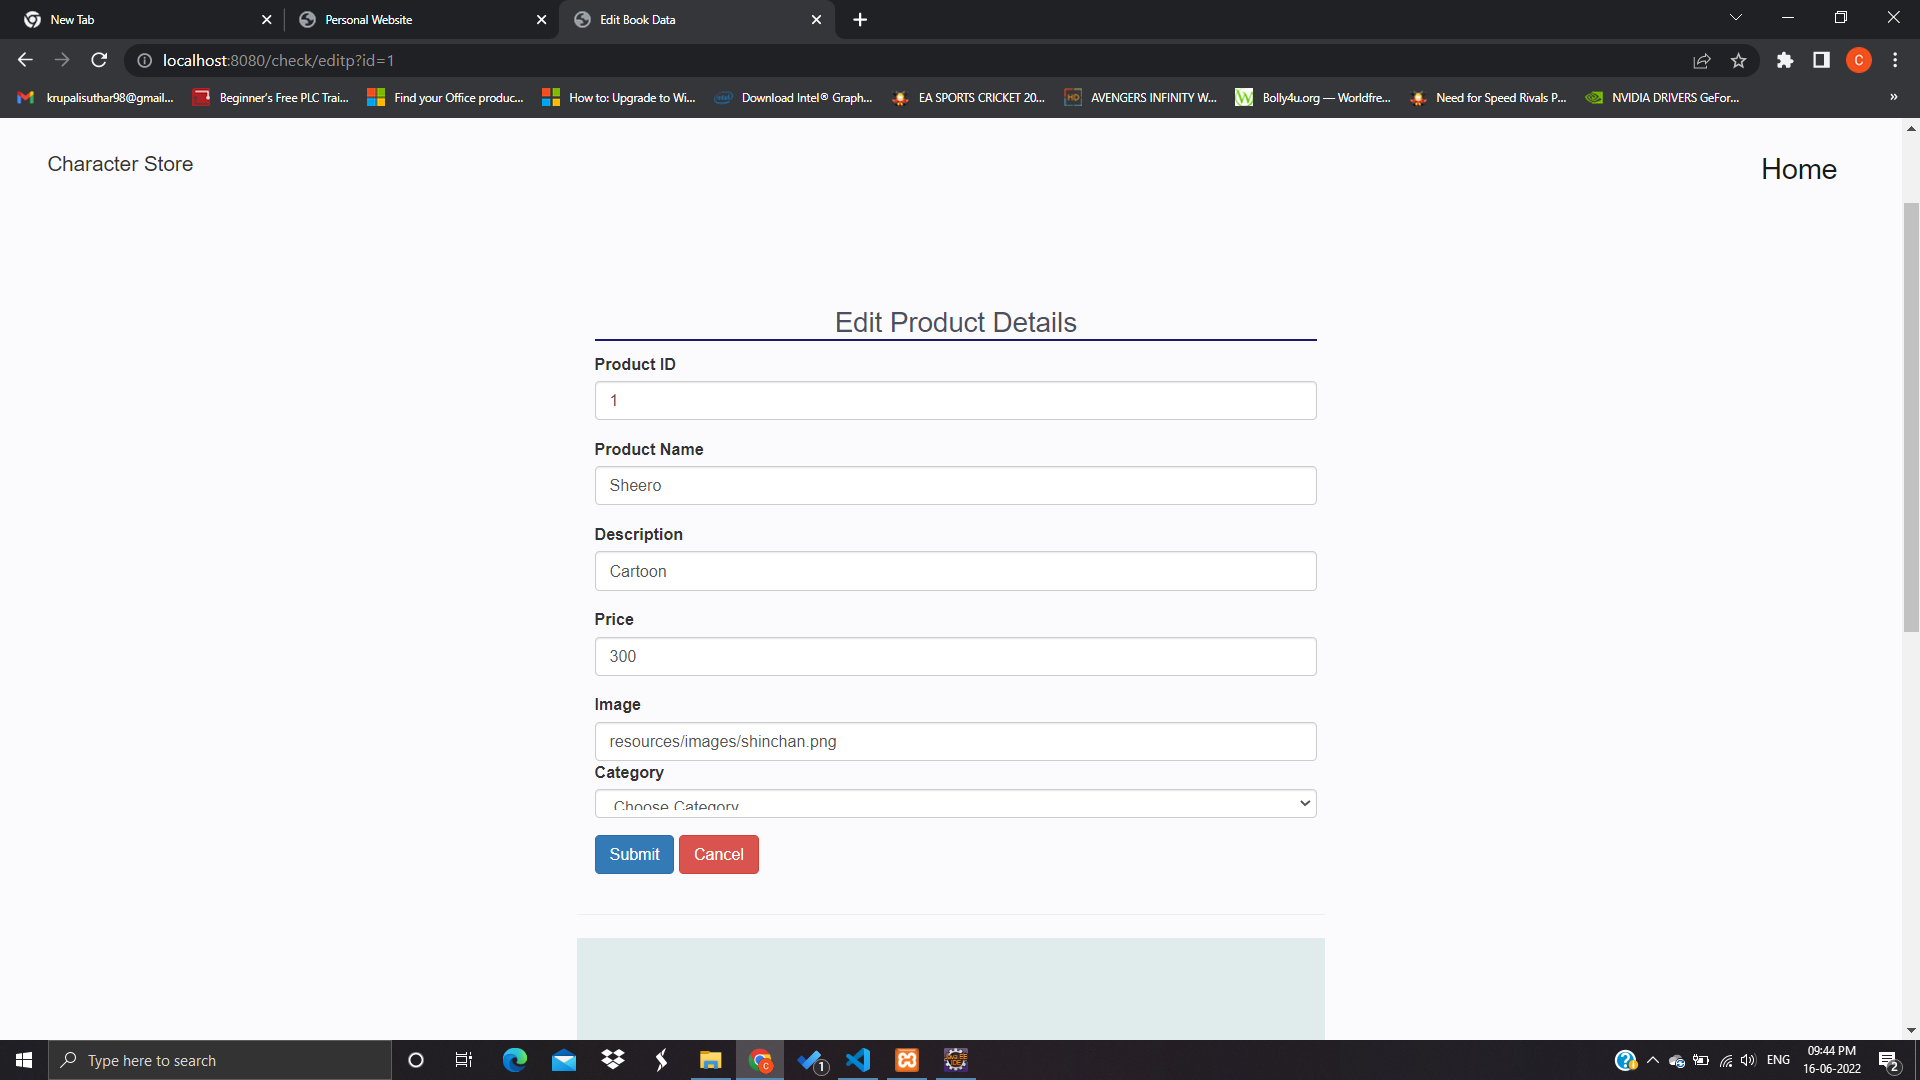 New Tab
Personal Website
Edit Book Data
localhost:8080/check/editp?id=1
C
krupalisuthar98@gmail...
Beginner's Free PLC Trai...
Find your Office produc...
How to: Upgrade to Wi...
Download Intel® Graph...
EA SPORTS CRICKET 20...
AVENGERS INFINITY W...
Bolly4u.org — Worldfre...
Need for Speed Rivals P...
NVIDIA DRIVERS GeFor...
»
Character Store
Home
Edit Product Details
Product ID
1
Product Name
Sheero
Description
Cartoon
Price
300
Image
resources/images/shinchan.png
Category
Choose Category
Submit
Cancel
Type here to search
1
ENG
09:44 PM
16-06-2022
2